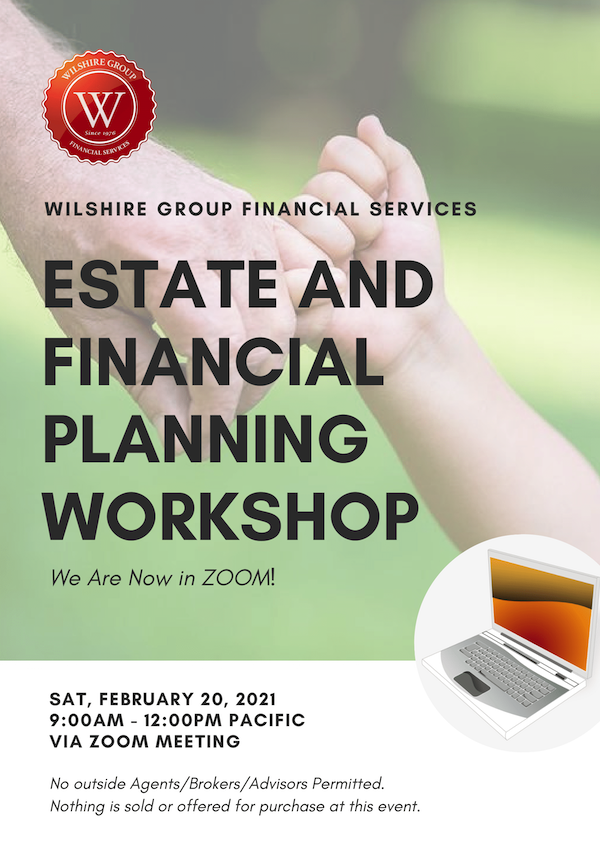 WILSHIRE GROUP
W
Since 1976
FINANCIAL SERVICES
WILSHIRE GROUP FINANCIAL SERVICES
ESTATE AND
FINANCIAL
PLANNING
WORKSHOP
We Are Now in ZOOM!
SAT, FEBRUARY 20, 2021
9:00AM - 12:00PM PACIFIC
VIA ZOOM MEETING
No outside Agents/Brokers/Advisors Permitted.
Nothing is sold or offered for purchase at this event.